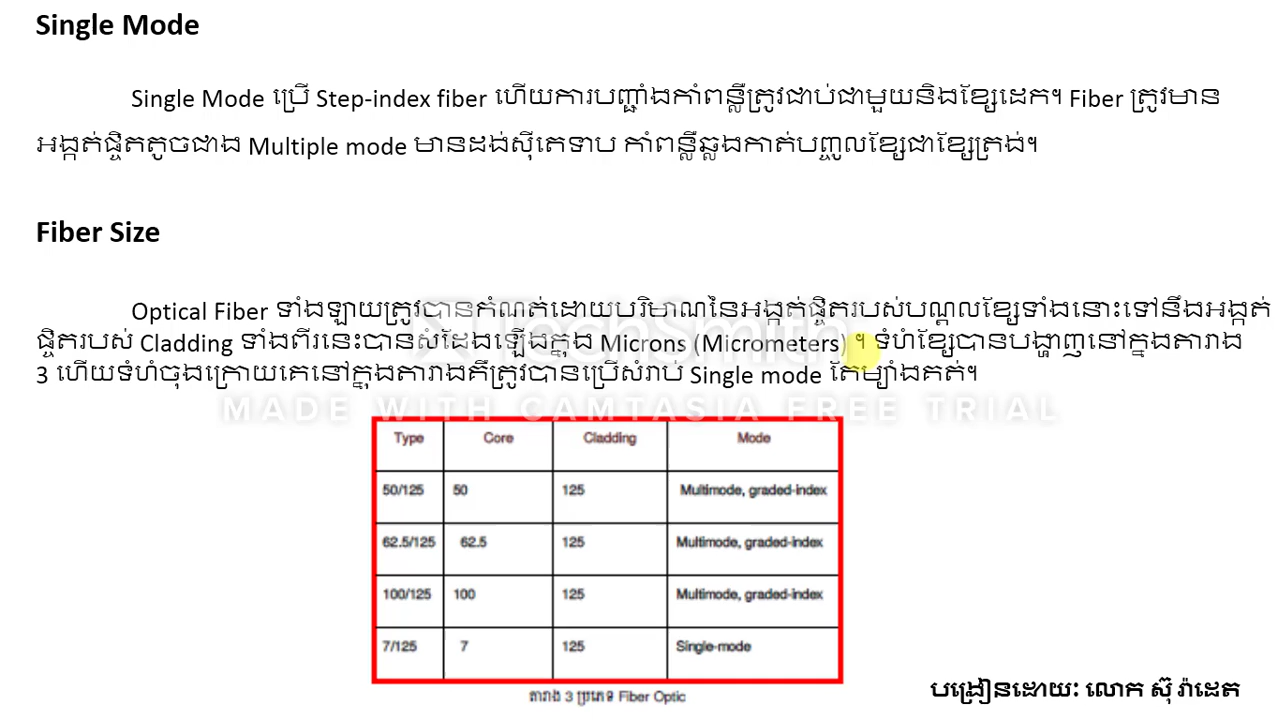 Single Mode
Single Mode ប្រើ Step-index fiber ហើយការបញ្ជាំងកាំពន្លឺត្រូវជាប់ជាមួយនិងខ្សែដេក។ Fiber ត្រូវមាន
អង្កត់ផ្ចិតតូចជាង Multiple mode មានដង់ស៊ីតេទាប កាំពន្លឺឆ្លងកាត់បញ្ចូលខ្សែជាខ្សែត្រង់។
Fiber Size
Optical Fiber ទាំងឡាយត្រូវបានកំណត់ដោយបរិមាណនៃអង្កត់ផ្ចិតរបស់បណ្តូលខ្សែទាំងនោះទៅនឹងអង្កត់
ផ្ចិតរបស់ Cladding ទាំងពីរនេះបានសំដែងឡើងក្នុង Microns (Micrometers) ។ ទំហំខ្សែបានបង្ហាញនៅក្នុងតារាង
3 ហើយទំហំចុងក្រោយគេនៅក្នុងតារាងគឺត្រូវបានប្រើសំរាប់ Single mode តែម្យ៉ាងគត់។
TechSmith
MADE WITH CAMTASIA FREE TRIAL
Type Core Cladding Mode
50/125 50 125 Multimode, graded-index
62.5/125 62.5 125 Multimode, graded-index
100/125 100 125 Multimode, graded-index
7/125 7 125 Single-mode
តារាង 3 ប្រភេទ Fiber Optic
បង្រៀនដោយ: លោក ស៊ូ រ៉ាដេត